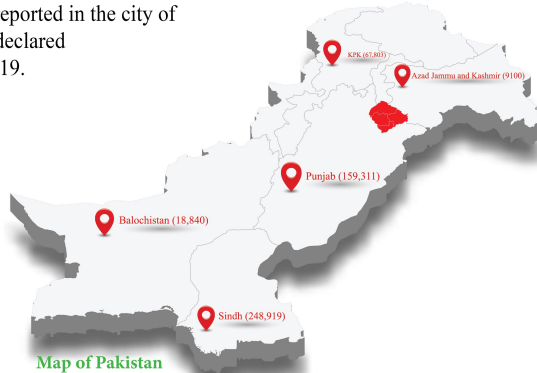 eported in the city of
declared
19.
KPK (67,803)
Azad Jammu and Kashmir (9100)
Punjab (159,311)
Balochistan (18,840)
Sindh (248,919)
Map of Pakistan